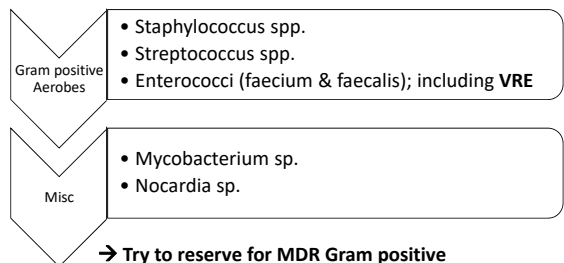 Gram positive
Aerobes
• Staphylococcus spp.
• Streptococcus spp.
• Enterococci (faecium & faecalis); including VRE
Misc
• Mycobacterium sp.
• Nocardia sp.
→ Try to reserve for MDR Gram positive